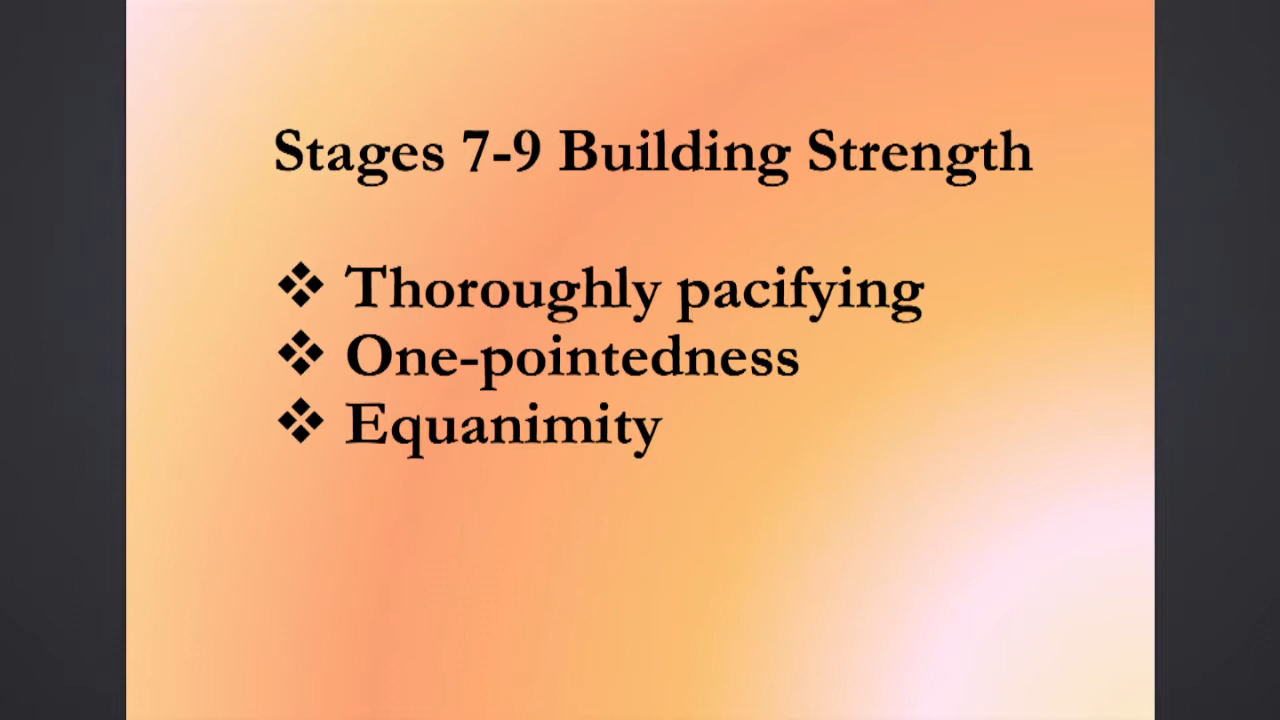 Stages 7-9 Building Strength
❖ Thoroughly pacifying
❖ One-pointedness
❖ Equanimity